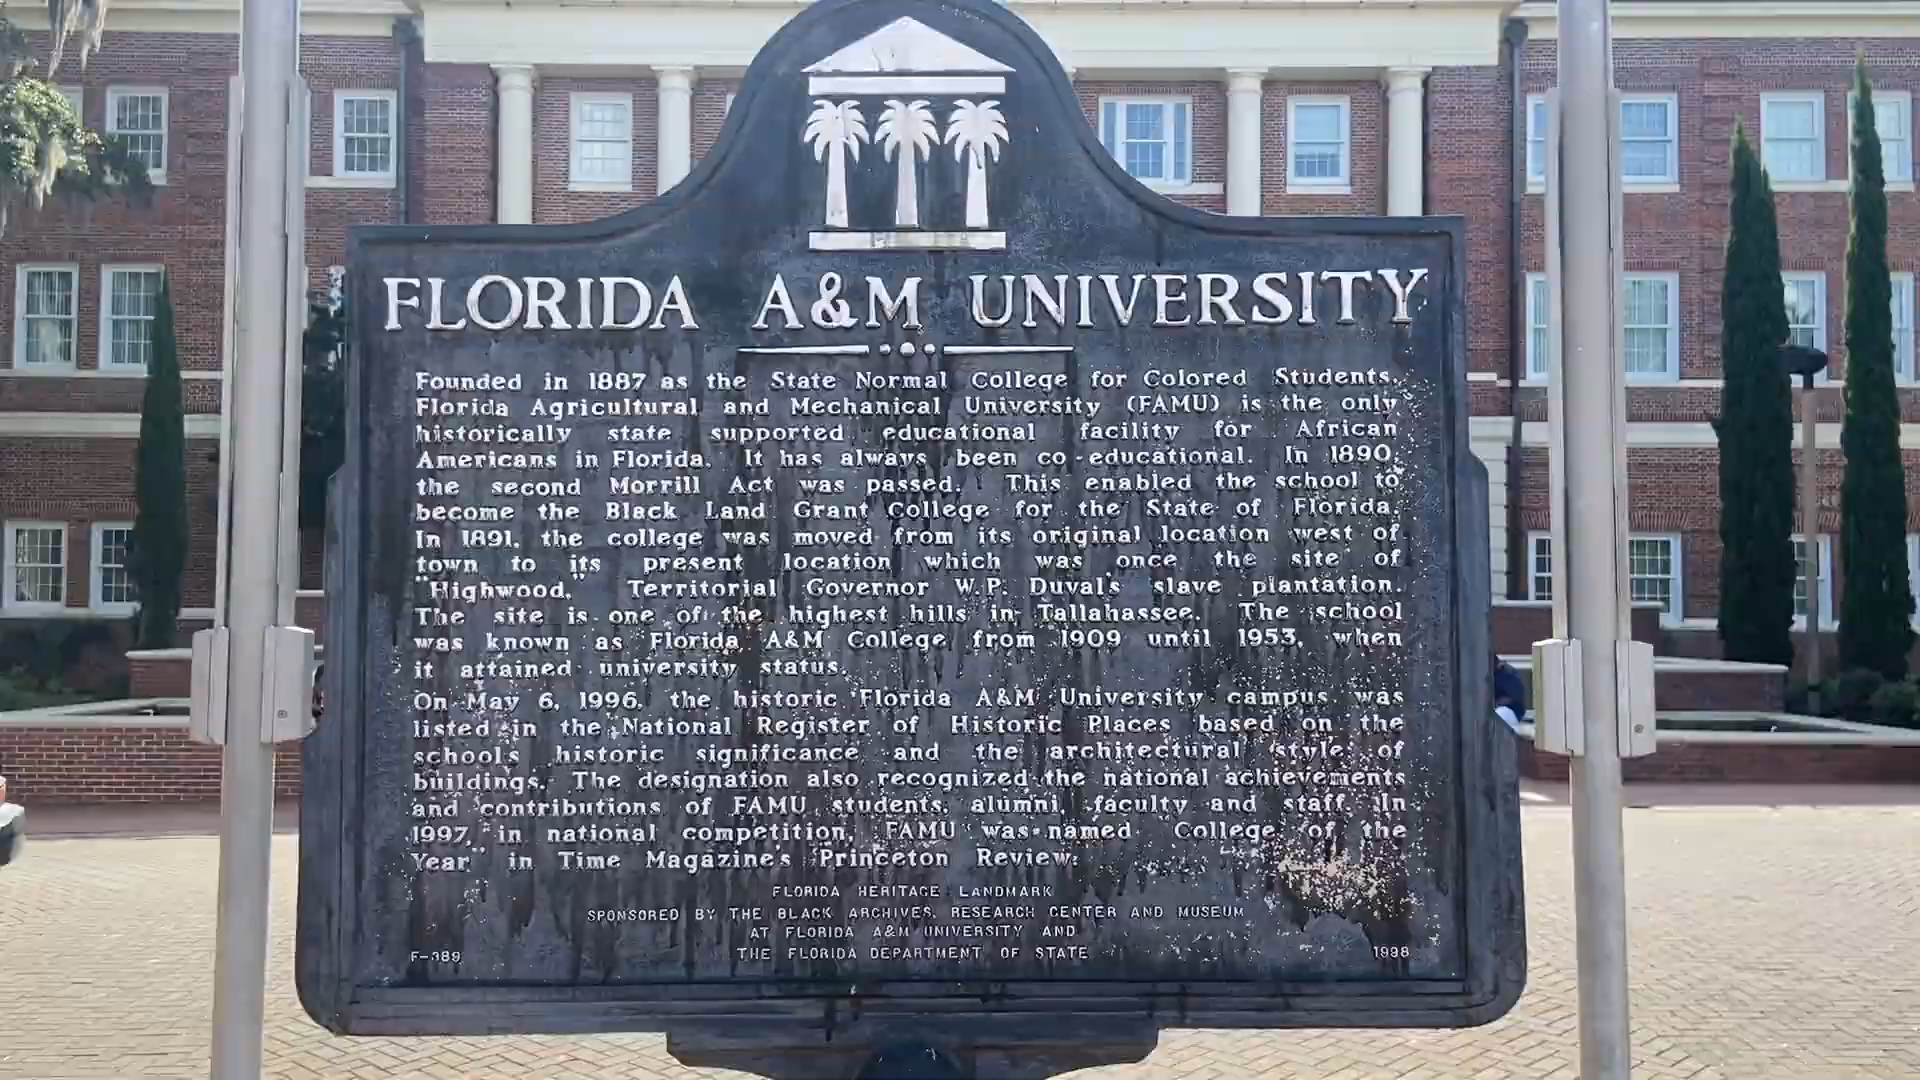 FLORIDA A&M UNIVERSITY
Founded in 1887 as the State Normal College for Colored Students,
Florida Agricultural and Mechanical University (FAMU) is the only
historically state supported educational facility for African
Americans in Florida. It has always been co-educational. In 1890,
the second Morrill Act was passed. This enabled the school to
become the Black Land Grant College for the State of Florida.
In 1891, the college was moved from its original location west of
town to its present location which was once the site of
"Highwood," Territorial Governor W.P. Duval's slave plantation.
The site is one of the highest hills in Tallahassee. The school
was known as Florida A&M College from 1909 until 1953, when
it attained university status.
On May 6, 1996, the historic Florida A&M University campus was
listed in the National Register of Historic Places based on the
school's historic significance and the architectural style of
buildings. The designation also recognized the national achievements
and contributions of FAMU students, alumni, faculty and staff. In
1997, in national competition, FAMU was named College of the
Year" in Time Magazine's Princeton Review.
FLORIDA HERITAGE LANDMARK
SPONSORED BY THE BLACK ARCHIVES, RESEARCH CENTER AND MUSEUM
AT FLORIDA A&M UNIVERSITY AND
THE FLORIDA DEPARTMENT OF STATE
F-389
1998